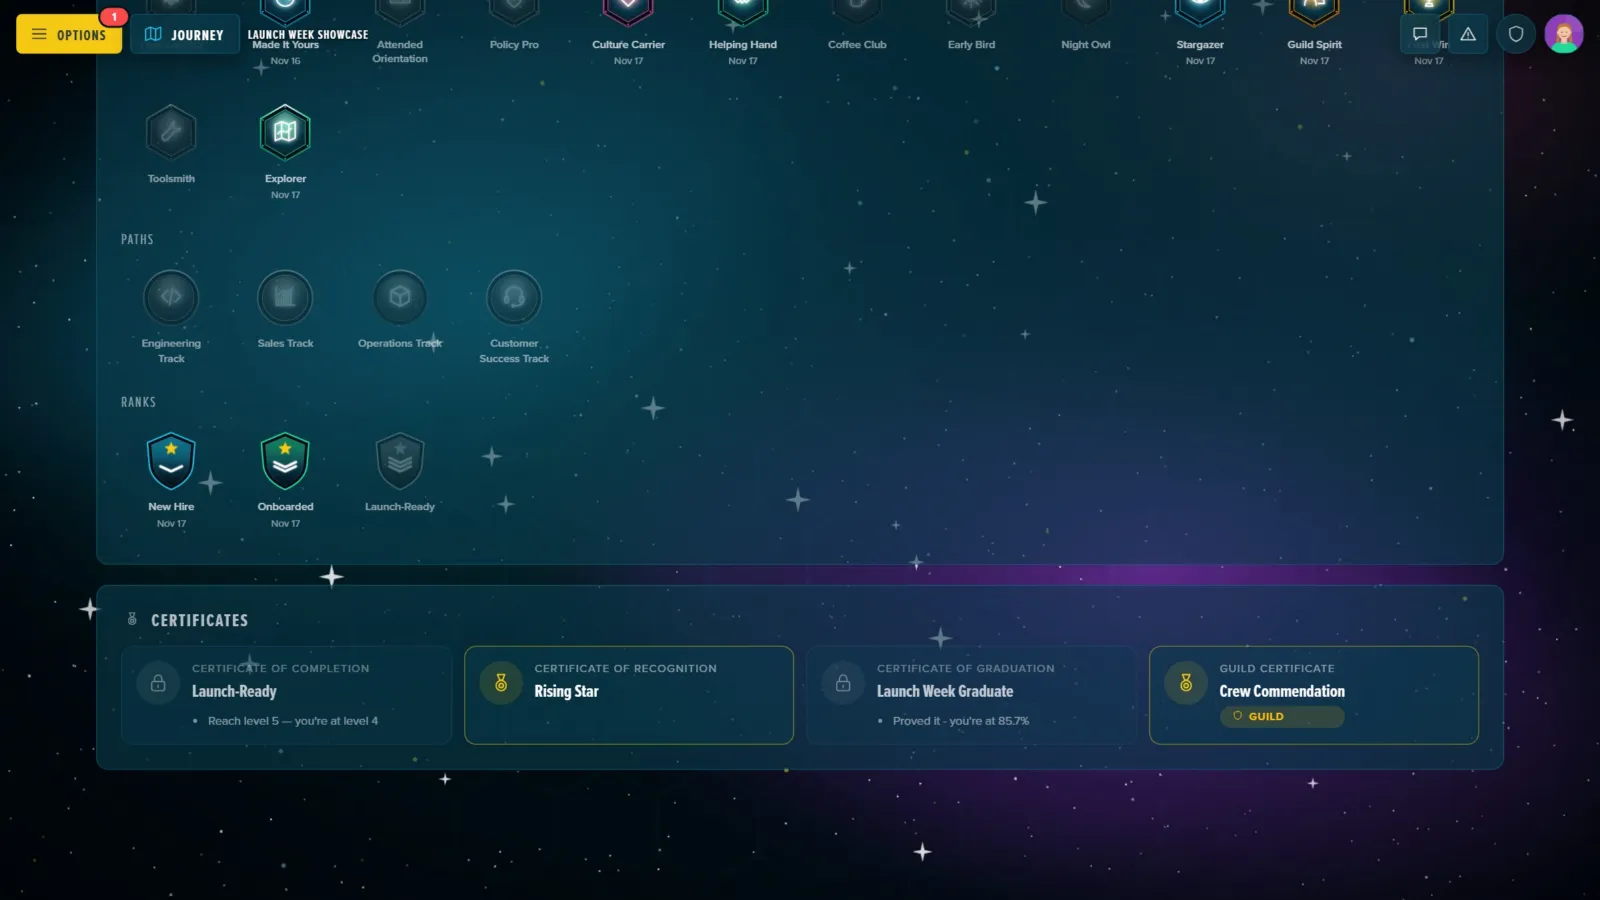 1
OPTIONS
JOURNEY
LAUNCH WEEK SHOWCASE
Made It Yours
Nov 16
Attended
Orientation
Policy Pro
Culture Carrier
Nov 17
Helping Hand
Nov 17
Coffee Club
Early Bird
Night Owl
Stargazer
Nov 17
Guild Spirit
Nov 17
Nov 17
Toolsmith
Explorer
Nov 17
PATHS
Engineering
Track
Sales Track
Operations Track
Customer
Success Track
RANKS
New Hire
Nov 17
Onboarded
Nov 17
Launch-Ready
CERTIFICATES
CERTIFICATE OF COMPLETION
Launch-Ready
• Reach level 5 — you're at level 4
CERTIFICATE OF RECOGNITION
Rising Star
CERTIFICATE OF GRADUATION
Launch Week Graduate
• Proved it - you're at 85.7%
GUILD CERTIFICATE
Crew Commendation
GUILD